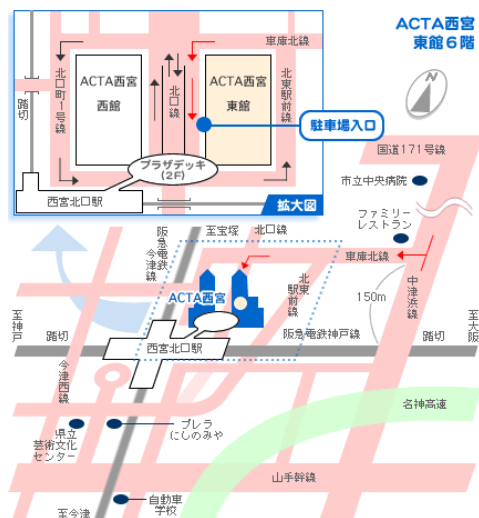 ACTA西宮
東館6階
N
車庫北線
ACTA西宮
西館
ACTA西宮
東館
北口町1号線
北口線
北東駅前線
踏切
駐車場入口
プラザデッキ
(2F)
西宮北口駅
拡大図
国道171号線
市立中央病院
ファミリー
レストラン
阪急電鉄
今津線
至宝塚
北口線
車庫北線
北東
駅前線
中津浜線
ACTA西宮
150m
至神戸
踏切
西宮北口駅
阪急電鉄神戸線
踏切
至大阪
今津西線
名神高速
県立
芸術文化
センター
プレラ
にしのみや
山手幹線
自動車
学校
至今津